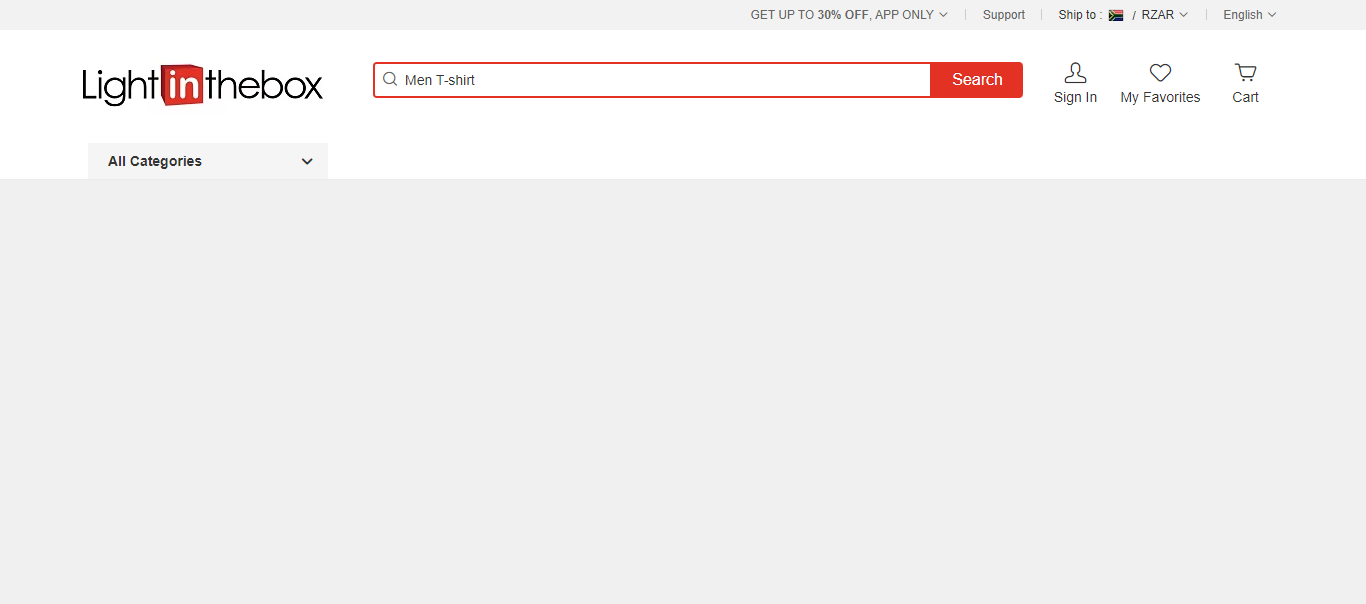 GET UP TO 30% OFF, APP ONLY
Support
Ship to : / RZAR
English
Lightinthebox
Men T-shirt
Search
Sign In
My Favorites
Cart
All Categories